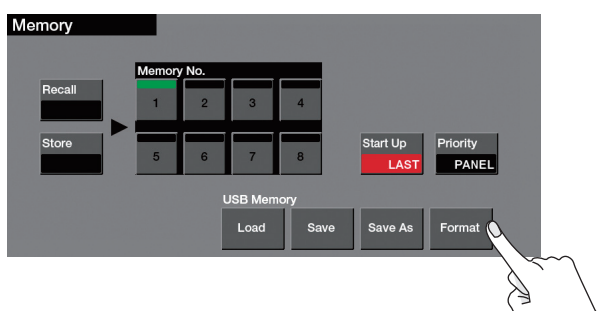 Memory
Memory No.
Recall
1 2 3 4
Store
5 6 7 8
Start Up Priority
LAST PANEL
USB Memory
Load Save Save As Format